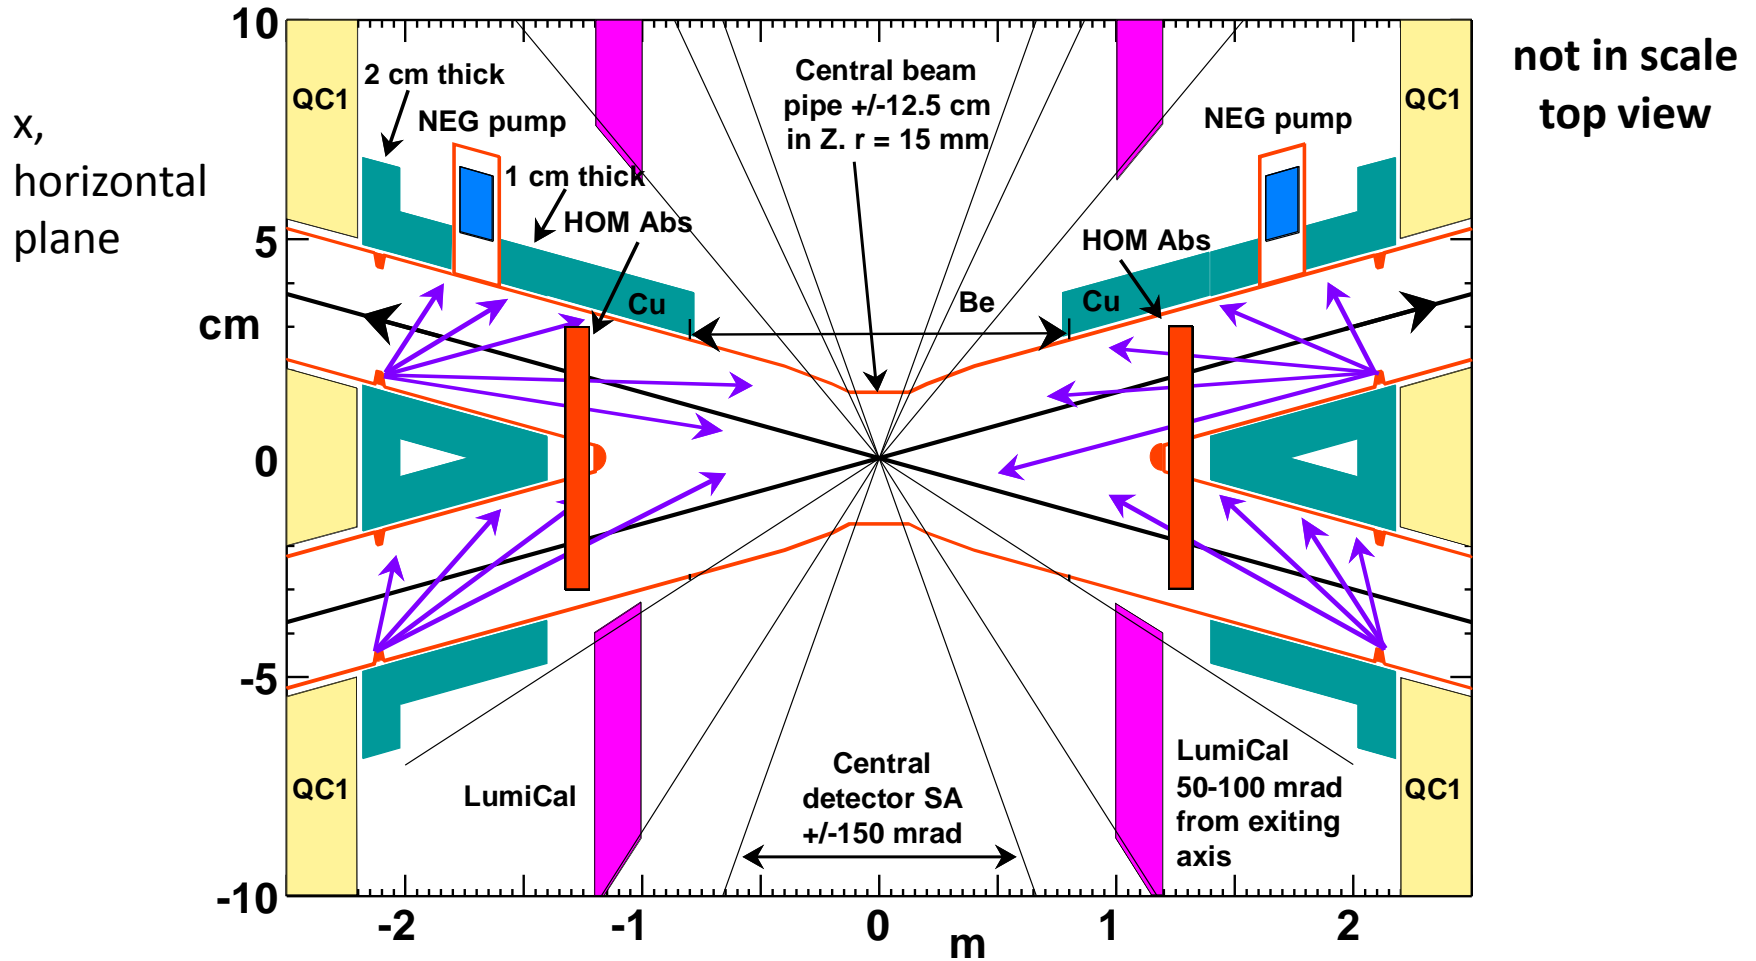 10
not in scale
top view
x,
horizontal
plane
QC1
2 cm thick
NEG pump
1 cm thick
HOM Abs
Central beam
pipe +/-12.5 cm
in Z. r = 15 mm
NEG pump
QC1
HOM Abs
5
cm
Cu
Be
Cu
0
-5
QC1
LumiCal
Central
detector SA
+/-150 mrad
LumiCal
50-100 mrad
from exiting
axis
QC1
-10
-2
-1
0
1
2
m